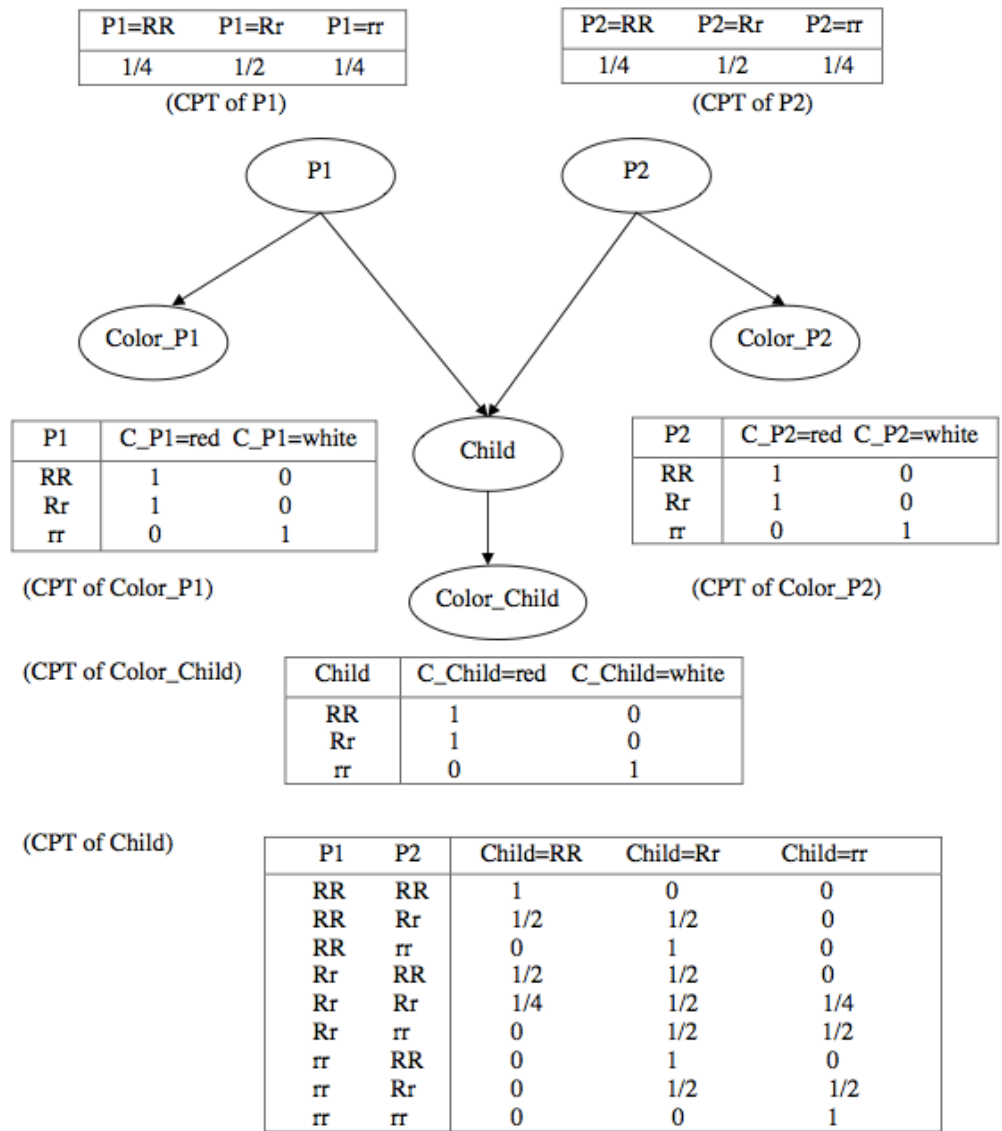 P1=RR P1=Rr P1=rr
1/4 1/2 1/4
(CPT of P1)
P2=RR P2=Rr P2=rr
1/4 1/2 1/4
(CPT of P2)
P1
P2
Color_P1
Color_P2
Child
Color_Child
P1 C_P1=red C_P1=white
RR 1 0
Rr 1 0
rr 0 1
(CPT of Color_P1)
P2 C_P2=red C_P2=white
RR 1 0
Rr 1 0
rr 0 1
(CPT of Color_P2)
(CPT of Color_Child)
Child C_Child=red C_Child=white
RR 1 0
Rr 1 0
rr 0 1
(CPT of Child)
P1 P2 Child=RR Child=Rr Child=rr
RR RR 1 0 0
RR Rr 1/2 1/2 0
RR rr 0 1 0
Rr RR 1/2 1/2 0
Rr Rr 1/4 1/2 1/4
Rr rr 0 1/2 1/2
rr RR 0 1 0
rr Rr 0 1/2 1/2
rr rr 0 0 1